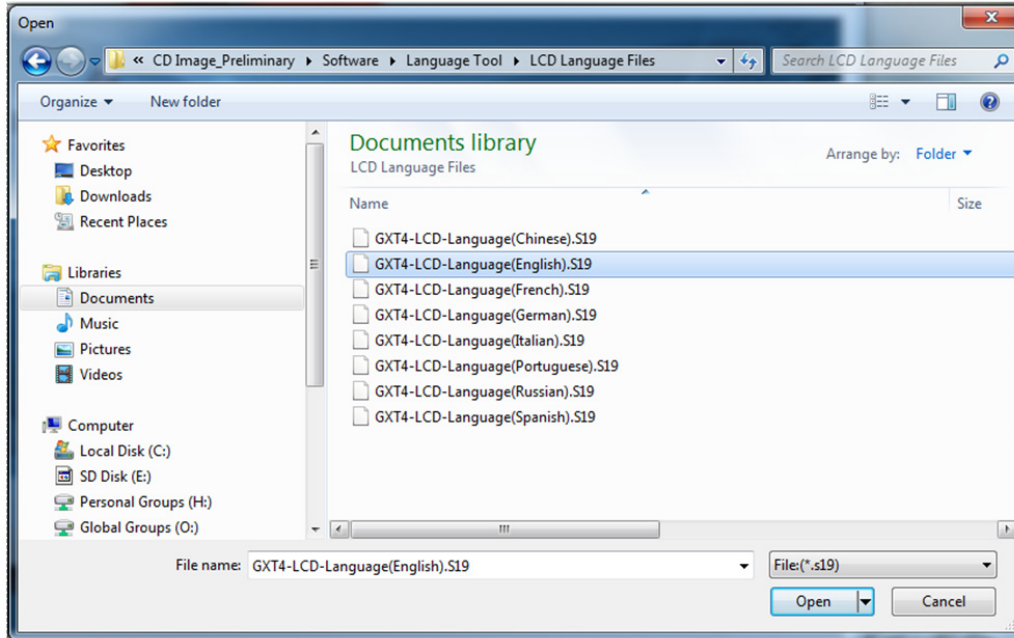 Open
« CD Image_Preliminary ▸ Software ▸ Language Tool ▸ LCD Language Files
Search LCD Language Files
Organize
New folder
Favorites
Desktop
Downloads
Recent Places
Libraries
Documents
Music
Pictures
Videos
Computer
Local Disk (C:)
SD Disk (E:)
Personal Groups (H:)
Global Groups (O:)
Documents library
LCD Language Files
Arrange by: Folder
Name Size
GXT4-LCD-Language(Chinese).S19
GXT4-LCD-Language(English).S19
GXT4-LCD-Language(French).S19
GXT4-LCD-Language(German).S19
GXT4-LCD-Language(Italian).S19
GXT4-LCD-Language(Portuguese).S19
GXT4-LCD-Language(Russian).S19
GXT4-LCD-Language(Spanish).S19
File name: GXT4-LCD-Language(English).S19
File:(*.s19)
Open Cancel